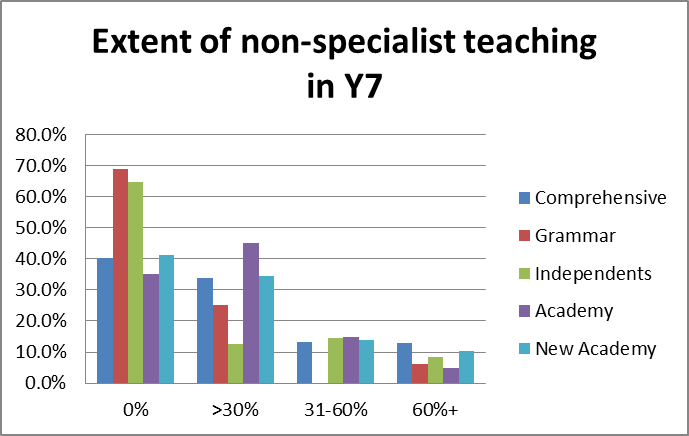 Extent of non-specialist teaching
in Y7
80.0%
70.0%
60.0%
50.0%
40.0%
30.0%
20.0%
10.0%
0.0%
0%
>30%
31-60%
60%+
Comprehensive
Grammar
Independents
Academy
New Academy